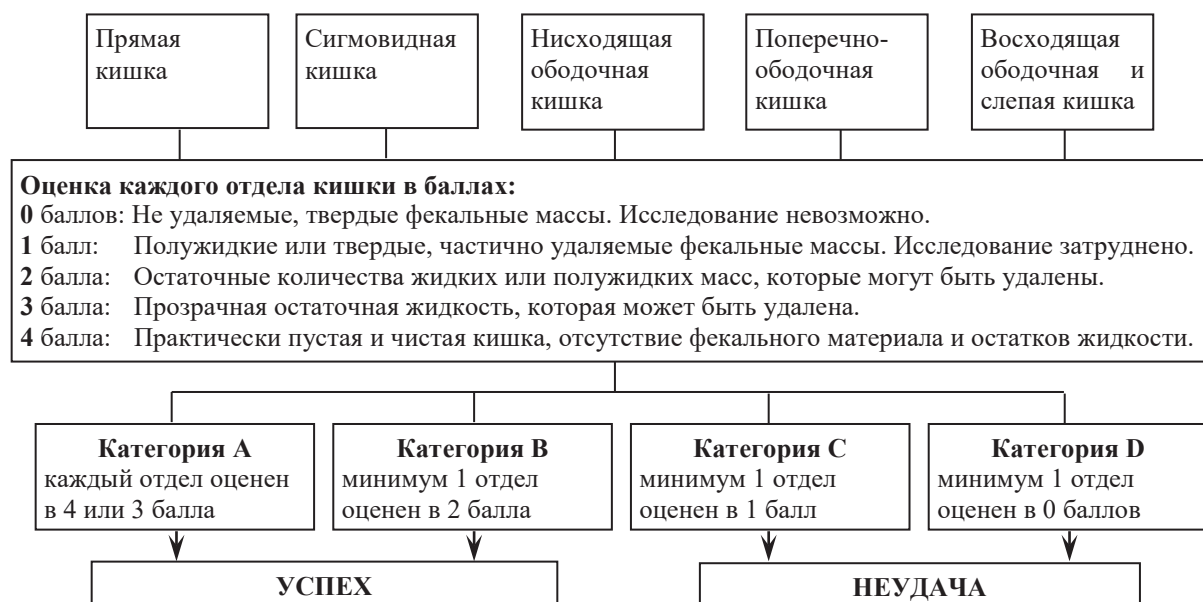 Прямая
кишка
Сигмовидная
кишка
Нисходящая
ободочная
кишка
Поперечно-
ободочная
кишка
Восходящая
ободочная и
слепая кишка
Оценка каждого отдела кишки в баллах:
0 баллов: Не удаляемые, твердые фекальные массы. Исследование невозможно.
1 балл: Полужидкие или твердые, частично удаляемые фекальные массы. Исследование затруднено.
2 балла: Остаточные количества жидких или полужидких масс, которые могут быть удалены.
3 балла: Прозрачная остаточная жидкость, которая может быть удалена.
4 балла: Практически пустая и чистая кишка, отсутствие фекального материала и остатков жидкости.
Категория A
каждый отдел оценен
в 4 или 3 балла
Категория B
минимум 1 отдел
оценен в 2 балла
Категория C
минимум 1 отдел
оценен в 1 балл
Категория D
минимум 1 отдел
оценен в 0 баллов
УСПЕХ
НЕУДАЧА